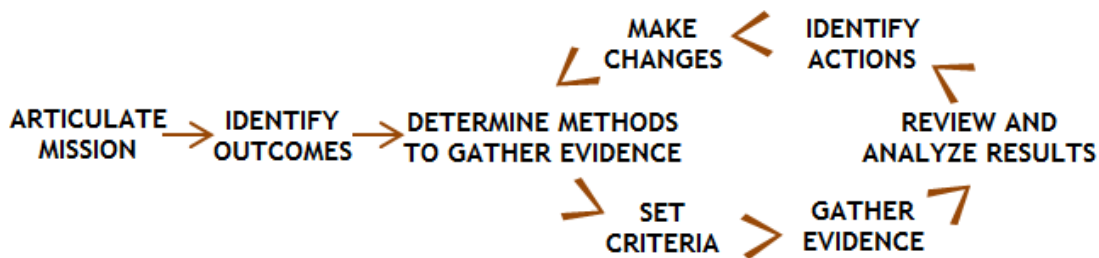 ARTICULATE
MISSION
IDENTIFY
OUTCOMES
DETERMINE METHODS
TO GATHER EVIDENCE
SET
CRITERIA
GATHER
EVIDENCE
REVIEW AND
ANALYZE RESULTS
IDENTIFY
ACTIONS
MAKE
CHANGES